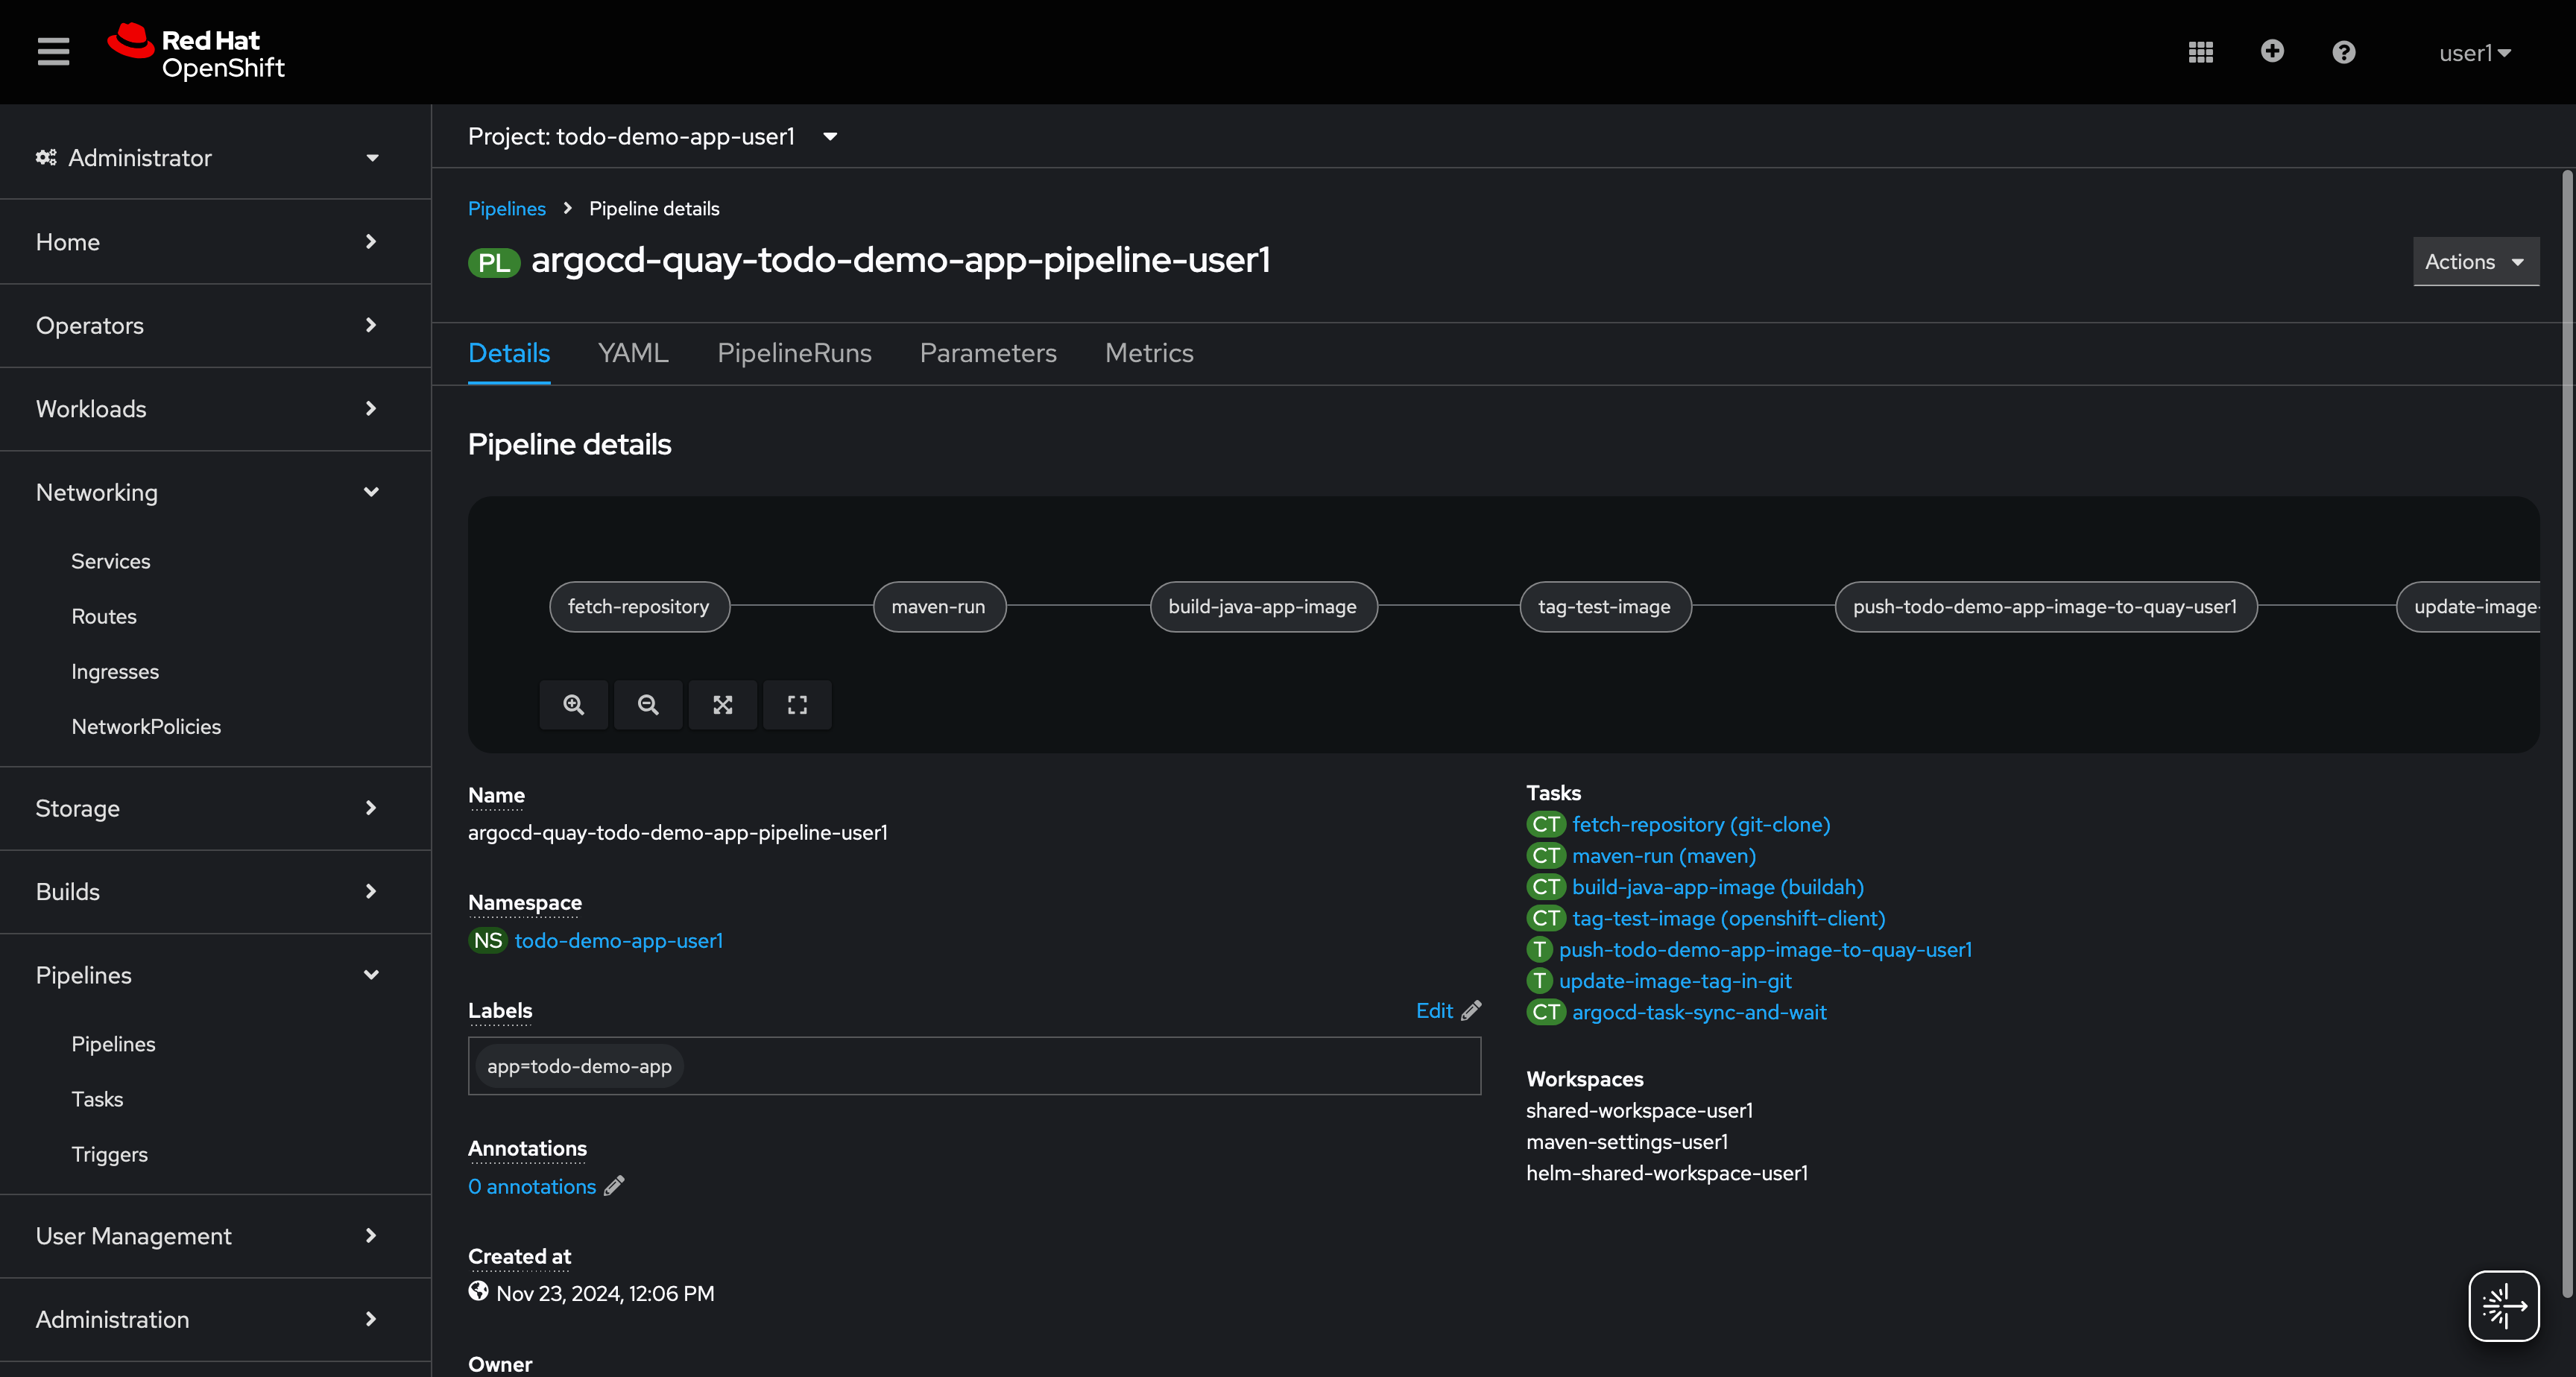 Red Hat
OpenShift
user1
Administrator
Home
Operators
Workloads
Networking
Services
Routes
Ingresses
NetworkPolicies
Storage
Builds
Pipelines
Pipelines
Tasks
Triggers
User Management
Administration
Project: todo-demo-app-user1
Pipelines > Pipeline details
PL argocd-quay-todo-demo-app-pipeline-user1
Actions
Details YAML PipelineRuns Parameters Metrics
Pipeline details
fetch-repository maven-run build-java-app-image tag-test-image push-todo-demo-app-image-to-quay-user1 update-image-
Name
argocd-quay-todo-demo-app-pipeline-user1
Namespace
NS todo-demo-app-user1
Labels
Edit
app=todo-demo-app
Annotations
0 annotations
Created at
Nov 23, 2024, 12:06 PM
Owner
Tasks
CT fetch-repository (git-clone)
CT maven-run (maven)
CT build-java-app-image (buildah)
CT tag-test-image (openshift-client)
T push-todo-demo-app-image-to-quay-user1
T update-image-tag-in-git
CT argocd-task-sync-and-wait
Workspaces
shared-workspace-user1
maven-settings-user1
helm-shared-workspace-user1